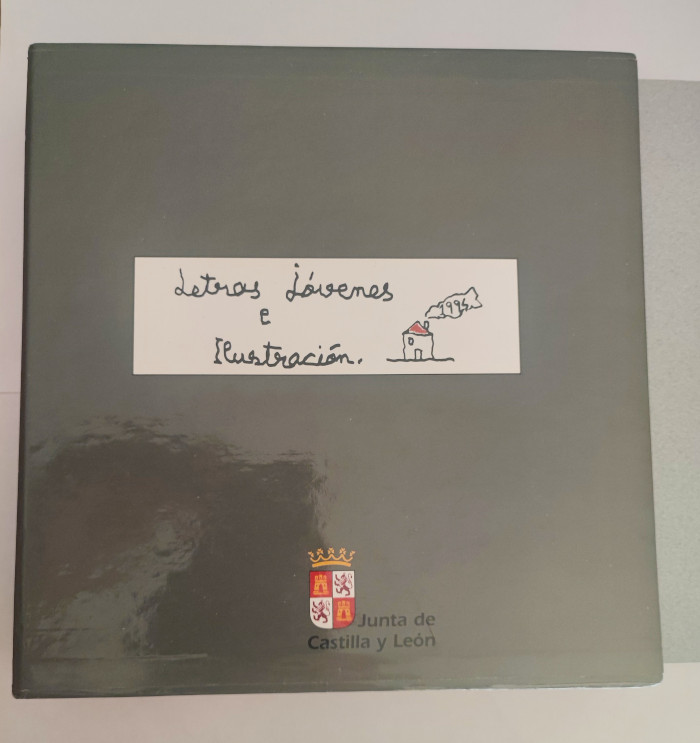 Letras Jóvenes
e
Ilustración.
1995
Junta de
Castilla y León